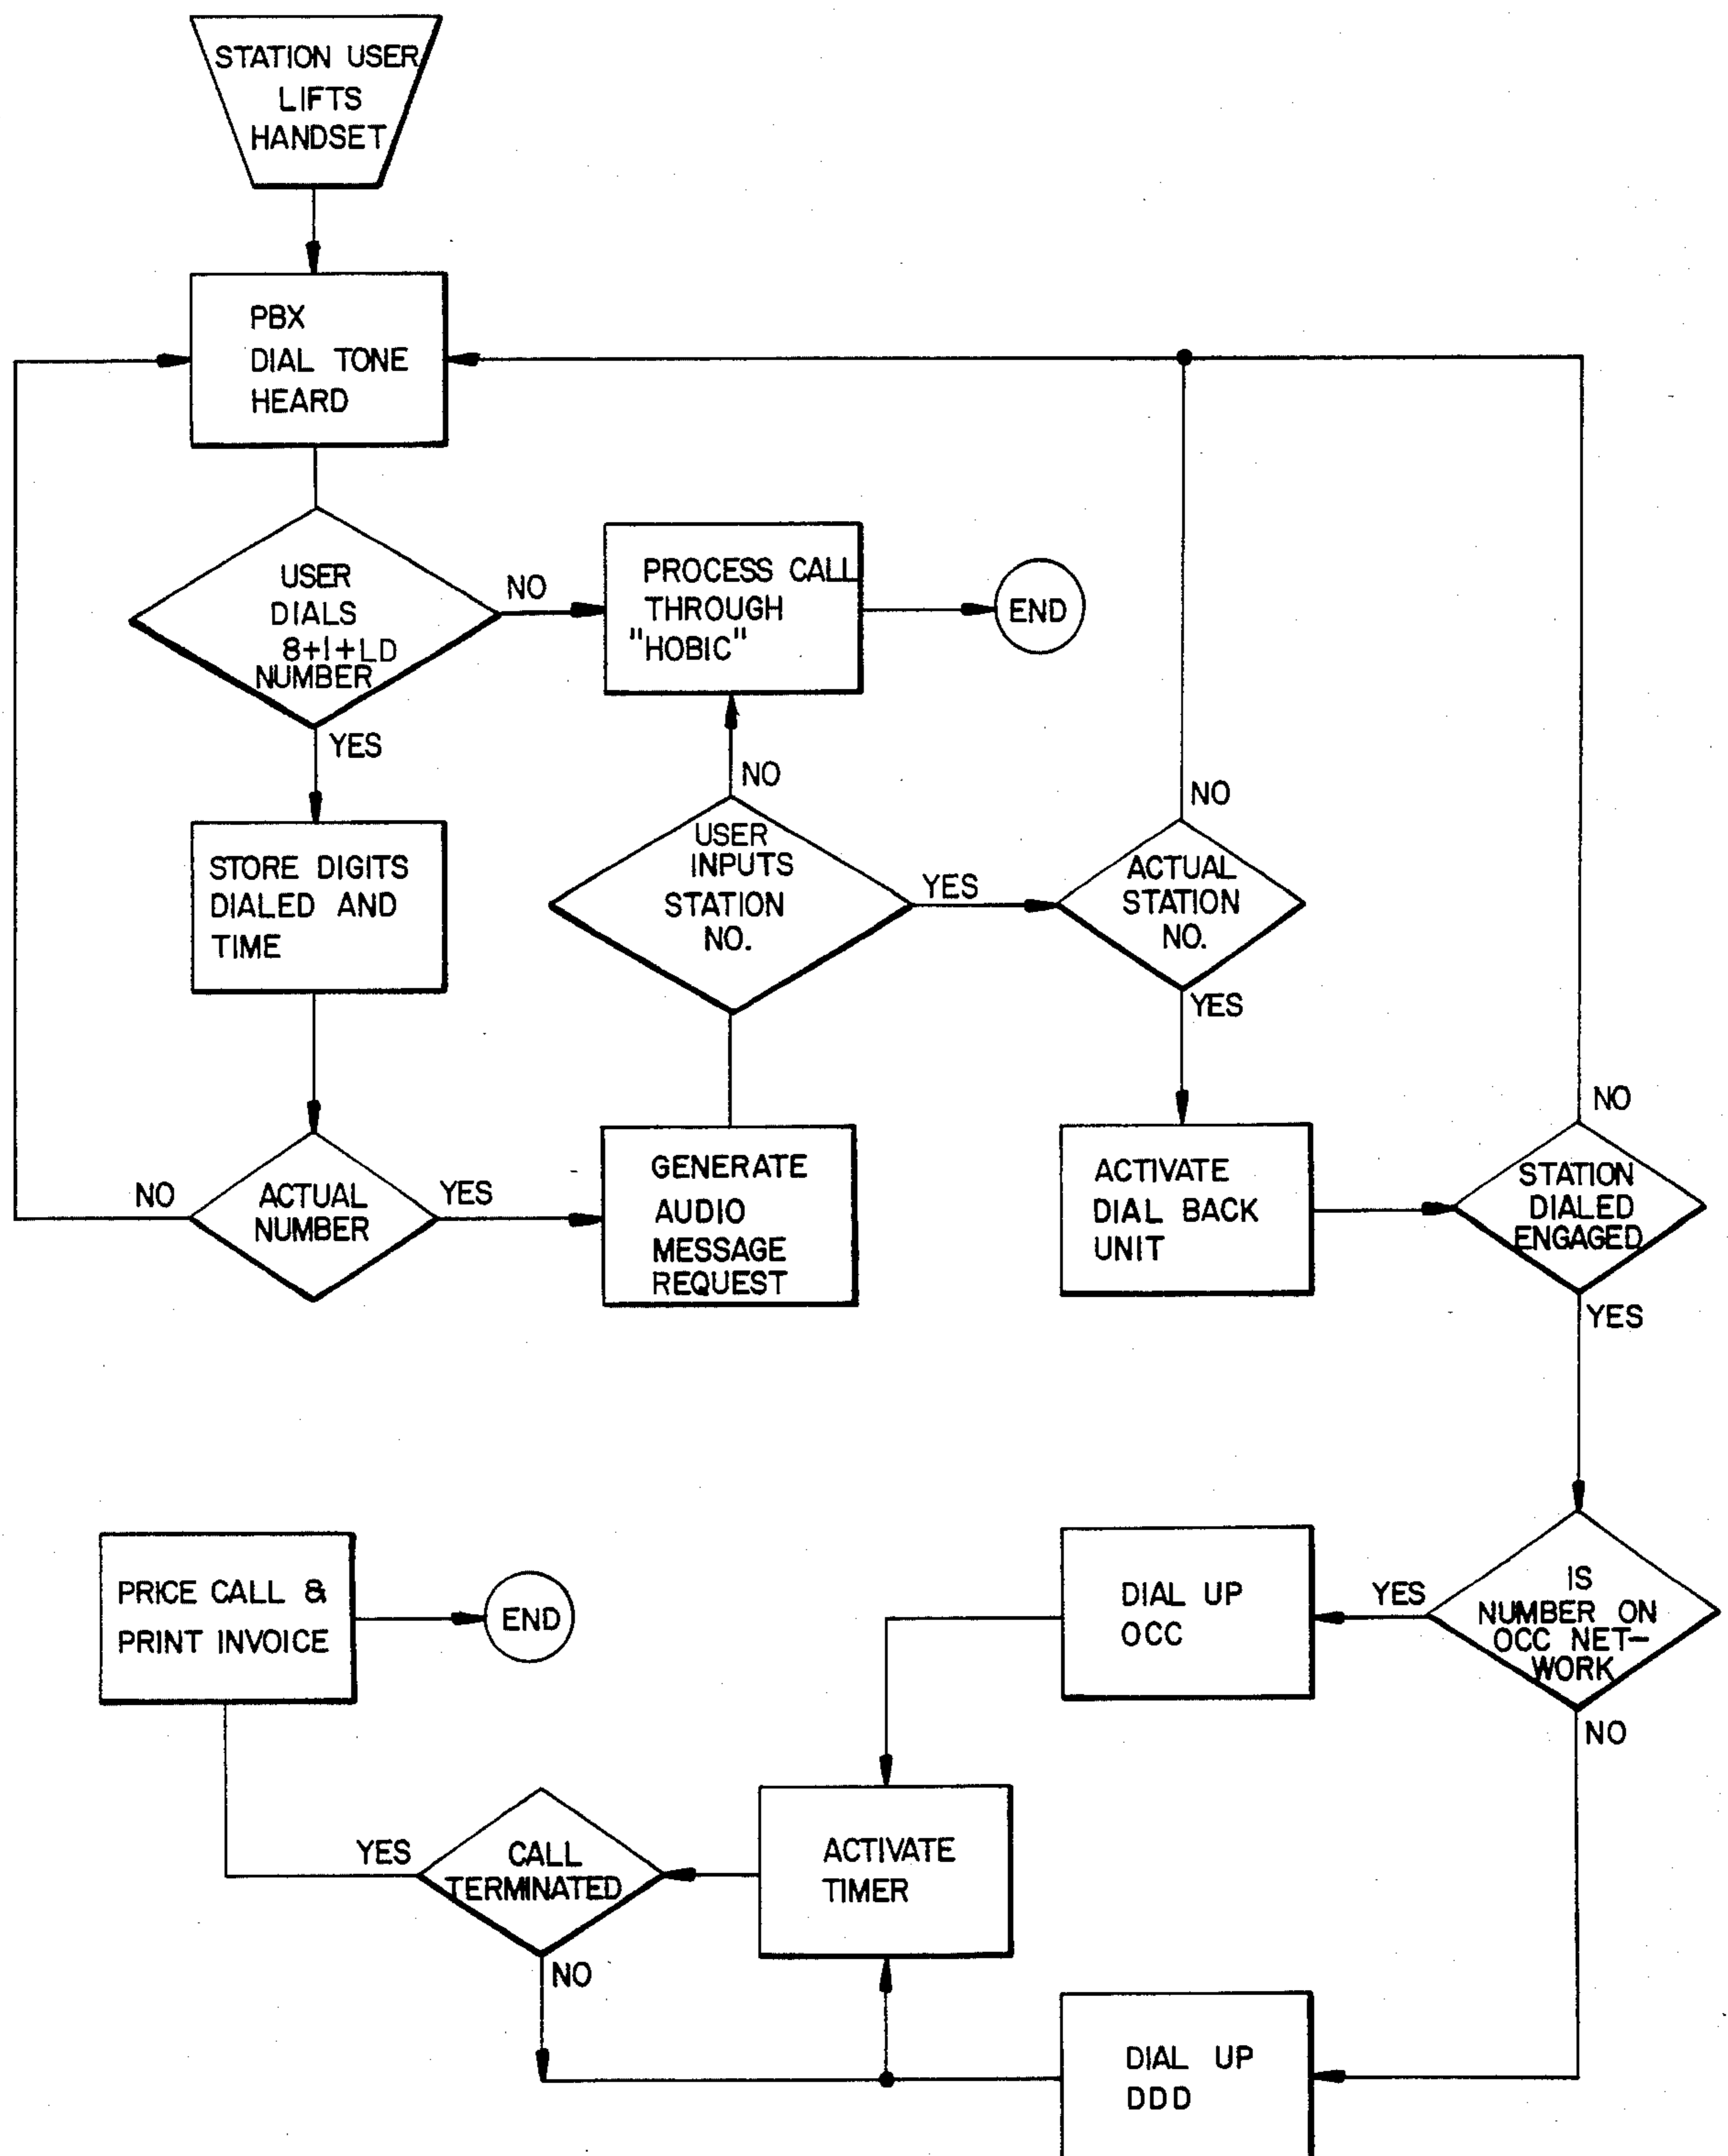 STATION USER
LIFTS
HANDSET
PBX
DIAL TONE
HEARD
USER
DIALS
8+1+LD
NUMBER
NO
PROCESS CALL
THROUGH
"HOBIC"
END
YES
NO
NO
STORE DIGITS
DIALED AND
TIME
USER
INPUTS
STATION
NO.
YES
ACTUAL
STATION
NO.
YES
NO
ACTUAL
NUMBER
YES
GENERATE
AUDIO
MESSAGE
REQUEST
ACTIVATE
DIAL BACK
UNIT
NO
STATION
DIALED
ENGAGED
YES
PRICE CALL &
PRINT INVOICE
END
DIAL UP
OCC
YES
IS
NUMBER ON
OCC NET-
WORK
NO
YES
CALL
TERMINATED
NO
ACTIVATE
TIMER
DIAL UP
DDD